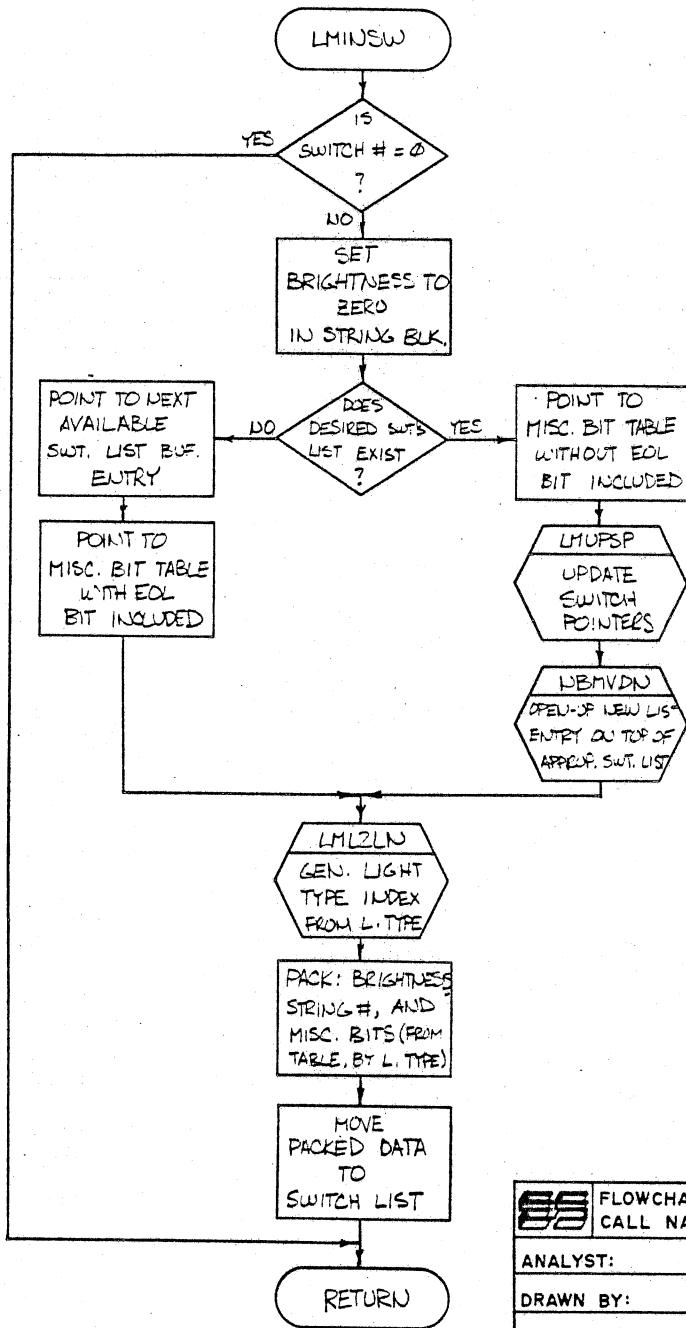 LMINSW
IS
SWITCH # = Ø
?
YES
NO
SET
BRIGHTNESS TO
ZERO
IN STRING BLK.
DOES
DESIRED SWT'S
LIST EXIST
?
NO
YES
POINT TO NEXT
AVAILABLE
SWT. LIST BUF.
ENTRY
POINT TO
MISC. BIT TABLE
WITH EOL
BIT INCLUDED
POINT TO
MISC. BIT TABLE
WITHOUT EOL
BIT INCLUDED
LMUPSP
UPDATE
SWITCH
POINTERS
NBMVDN
OPEN-UP NEW LIST
ENTRY ON TOP OF
APPROP. SWT. LIST
LML2LN
GEN. LIGHT
TYPE INDEX
FROM L. TYPE
PACK: BRIGHTNESS
STRING #, AND
MISC. BITS (FROM
TABLE, BY L. TYPE)
MOVE
PACKED DATA
TO
SWITCH LIST
RETURN
FLOWCHA
CALL NA
ANALYST:
DRAWN BY: